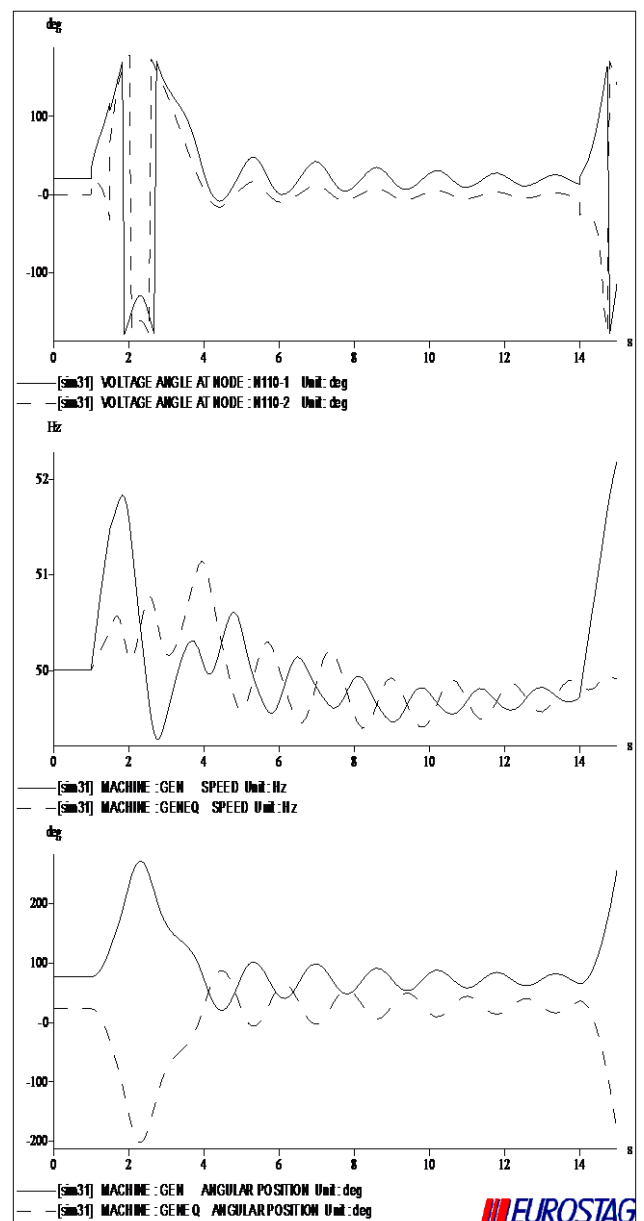 deg
100
-0
-100
0 2 4 6 8 10 12 14
s
[sim31] VOLTAGE ANGLE AT NODE : N110-1 Unit: deg
[sim31] VOLTAGE ANGLE AT NODE : N110-2 Unit: deg
Hz
52
51
50
0 2 4 6 8 10 12 14
s
[sim31] MACHINE : GEN SPEED Unit: Hz
[sim31] MACHINE : GENEQ SPEED Unit: Hz
deg
200
100
-0
-100
-200
0 2 4 6 8 10 12 14
s
[sim31] MACHINE : GEN ANGULAR POSITION Unit: deg
[sim31] MACHINE : GENEQ ANGULAR POSITION Unit: deg
EUROSTAG